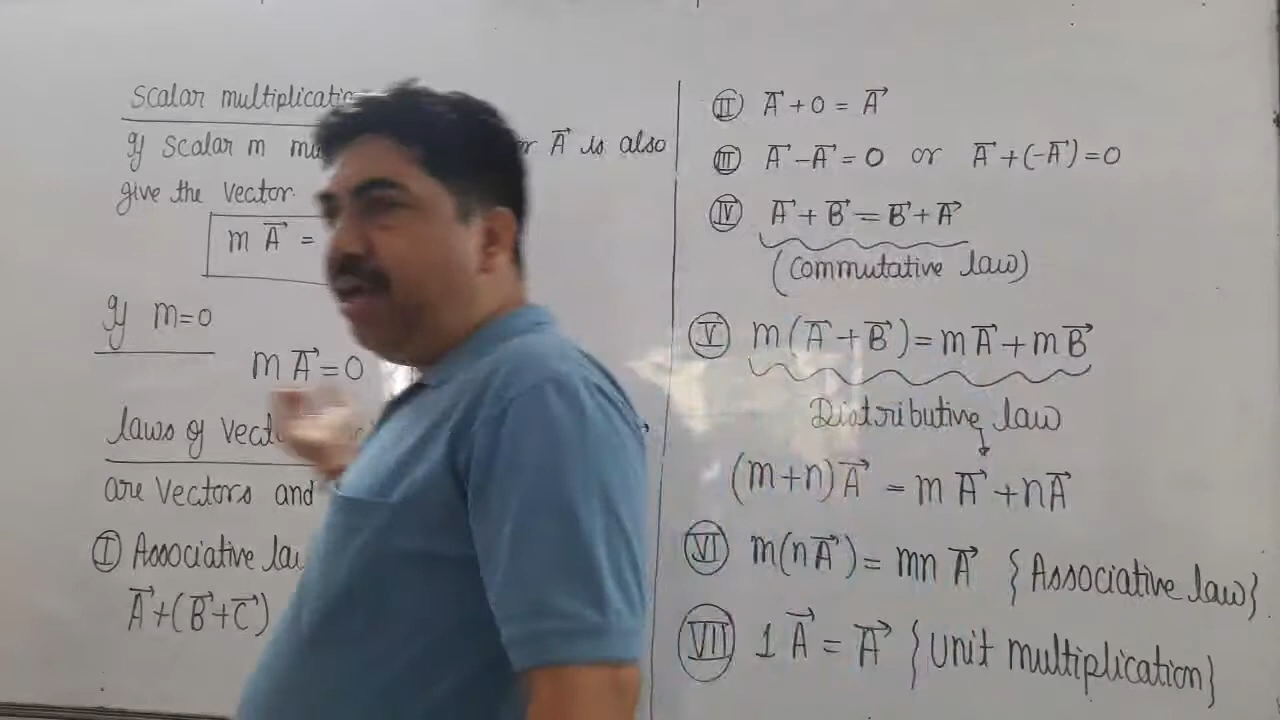 Scalar multiplicatio
If Scalar m mu A⃗ is also
give the vector.
m A⃗ =
If m=0
m A⃗ = 0
laws of Vect
are Vectors and
Ⓘ Associative la
A⃗+(B⃗+C⃗)
Ⓘ︎I A⃗ + 0 = A⃗
III A⃗ - A⃗ = 0 or A⃗ + (-A⃗) = 0
IV A⃗ + B⃗ = B⃗ + A⃗
(Commutative law)
V m(A⃗ + B⃗) = m A⃗ + m B⃗
Distributive law
(m+n)A⃗ = m A⃗ + n A⃗
VI m(n A⃗) = mn A⃗ {Associative law}
VII 1 A⃗ = A⃗ {Unit multiplication}